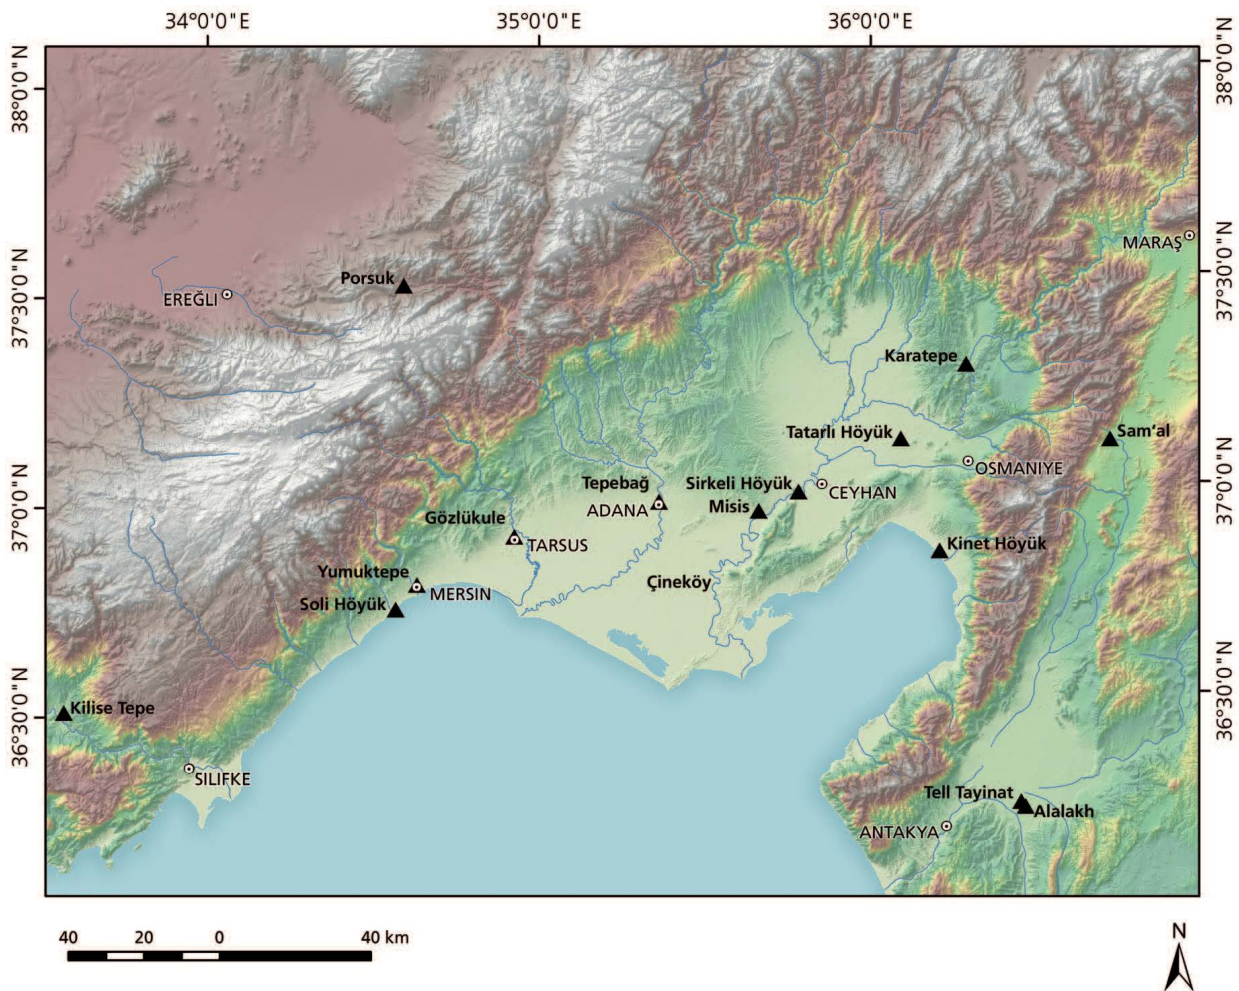 34°0'0"E 35°0'0"E 36°0'0"E
38°0'0"N
38°0'0"N
MARAŞ
Porsuk
EREĞLI
37°30'0"N
37°30'0"N
Karatepe
Tatarlı Höyük
Sam‘al
OSMANIYE
Tepebağ
Sirkeli Höyük
CEYHAN
ADANA
Misis
37°0'0"N
37°0'0"N
Gözlükule
TARSUS
Kinet Höyük
Yumuktepe
MERSIN
Çineköy
Soli Höyük
36°30'0"N
36°30'0"N
Kilise Tepe
SILIFKE
Tell Tayinat
Alalakh
ANTAKYA
40 20 0 40 km
N